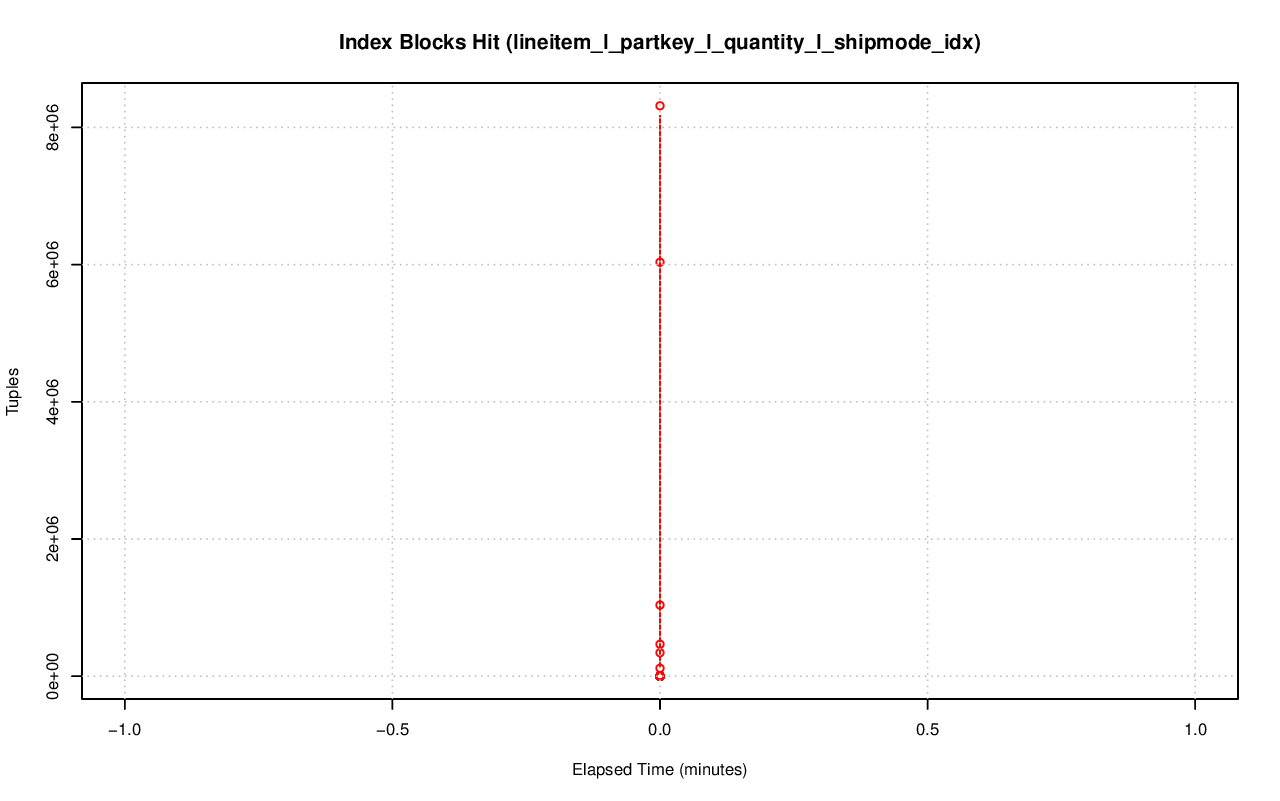 Index Blocks Hit (lineitem_l_partkey_l_quantity_l_shipmode_idx)
8e+06
6e+06
4e+06
2e+06
0e+00
Tuples
−1.0
−0.5
0.0
0.5
1.0
Elapsed Time (minutes)